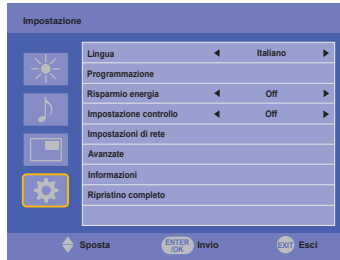 Impostazione
Lingua Italiano
Programmazione
Risparmio energia Off
Impostazione controllo Off
Impostazioni di rete
Avanzate
Informazioni
Ripristino completo
Sposta ENTER/OK Invio EXIT Esci